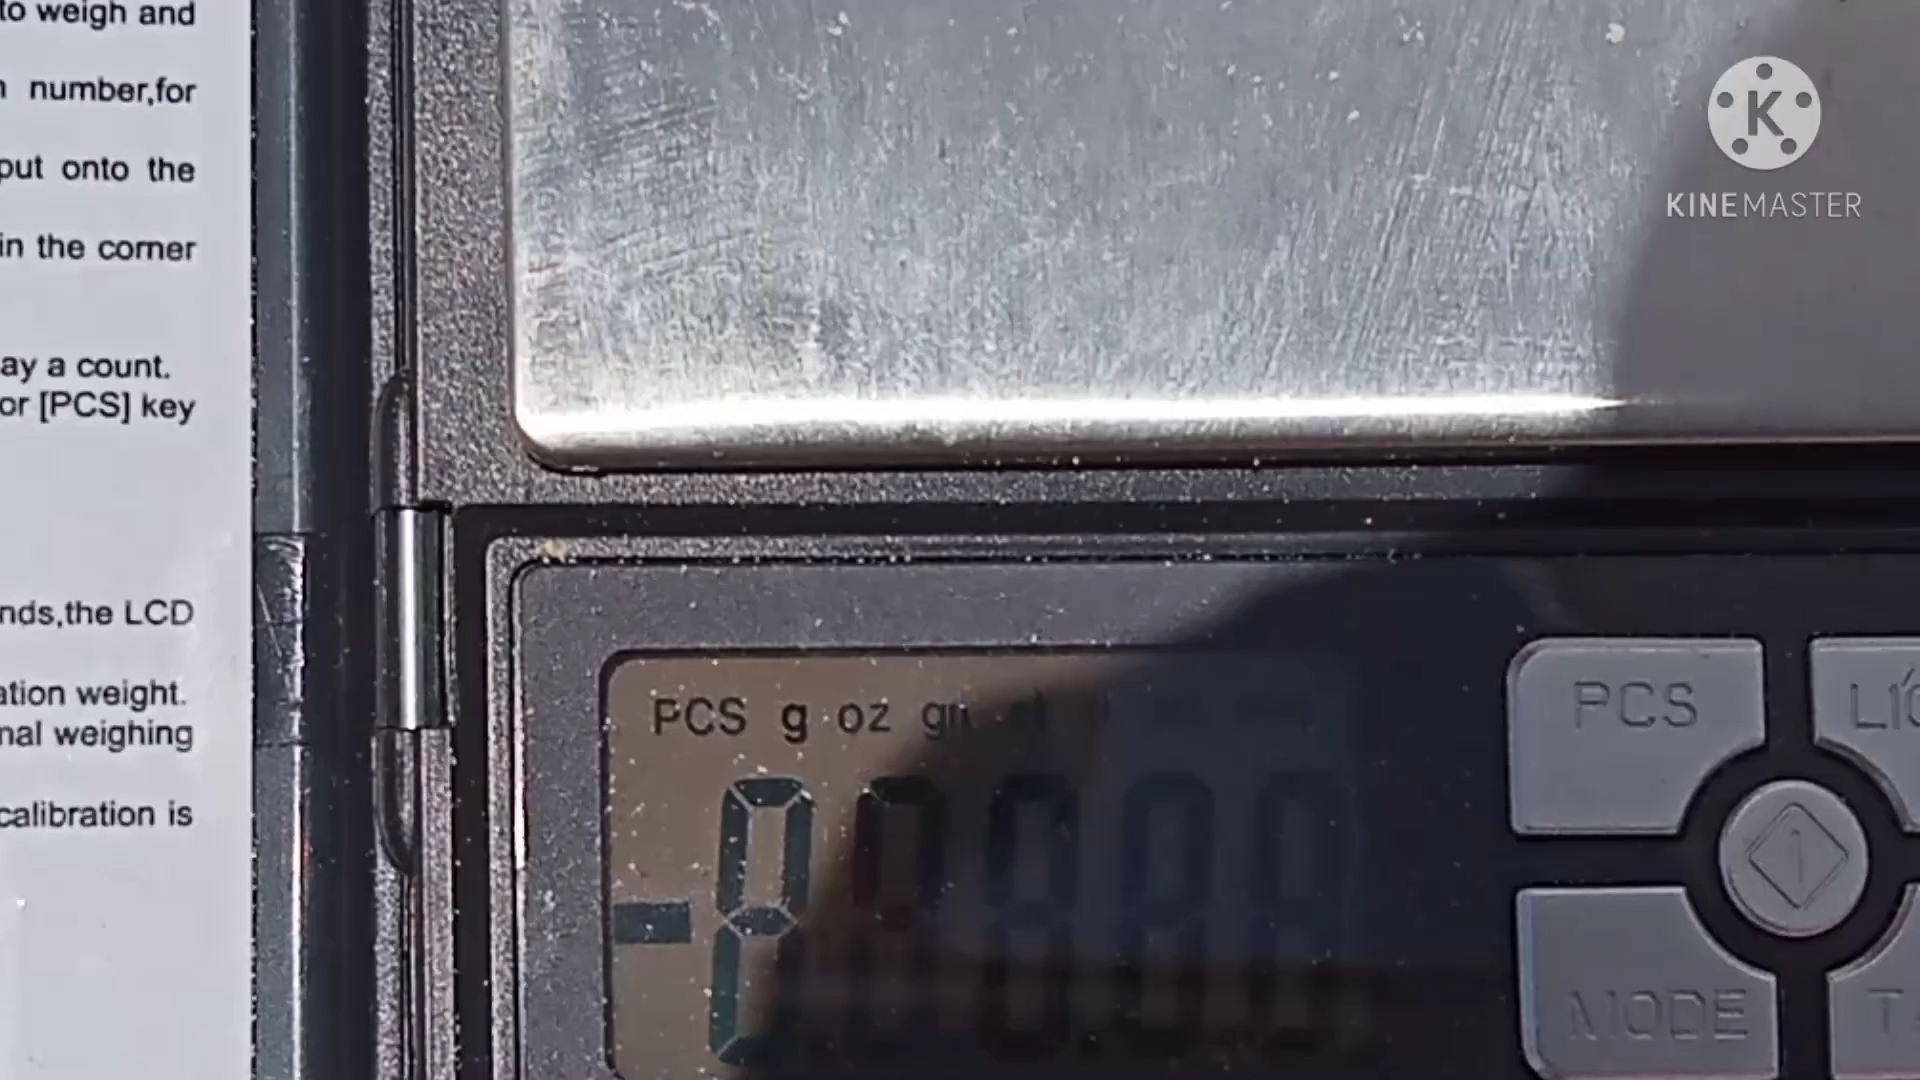 to weigh and
number,for
put onto the
in the corner
ay a count.
or [PCS] key
nds,the LCD
ation weight.
nal weighing
calibration is
KINEMASTER
PCS g oz
PCS
MODE